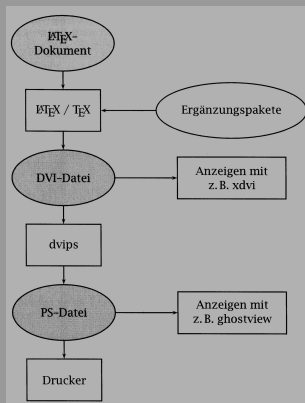 LATEX–
Dokument
LATEX / TEX
Ergänzungspakete
DVI–Datei
Anzeigen mit
z. B. xdvi
dvips
PS–Datei
Anzeigen mit
z. B. ghostview
Drucker